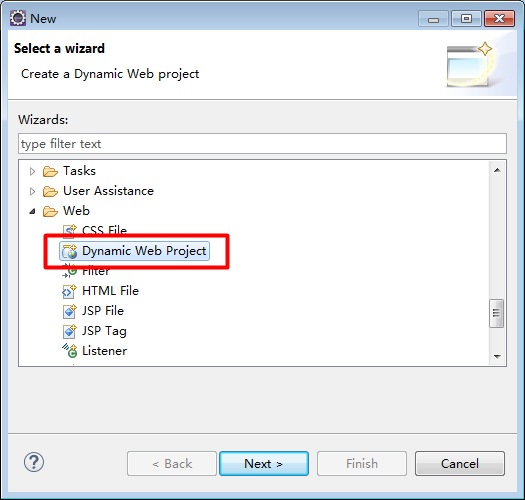 New
Select a wizard
Create a Dynamic Web project
Wizards:
type filter text
Tasks
User Assistance
Web
CSS File
Dynamic Web Project
Filter
HTML File
JSP File
JSP Tag
Listener
?
< Back
Next >
Finish
Cancel